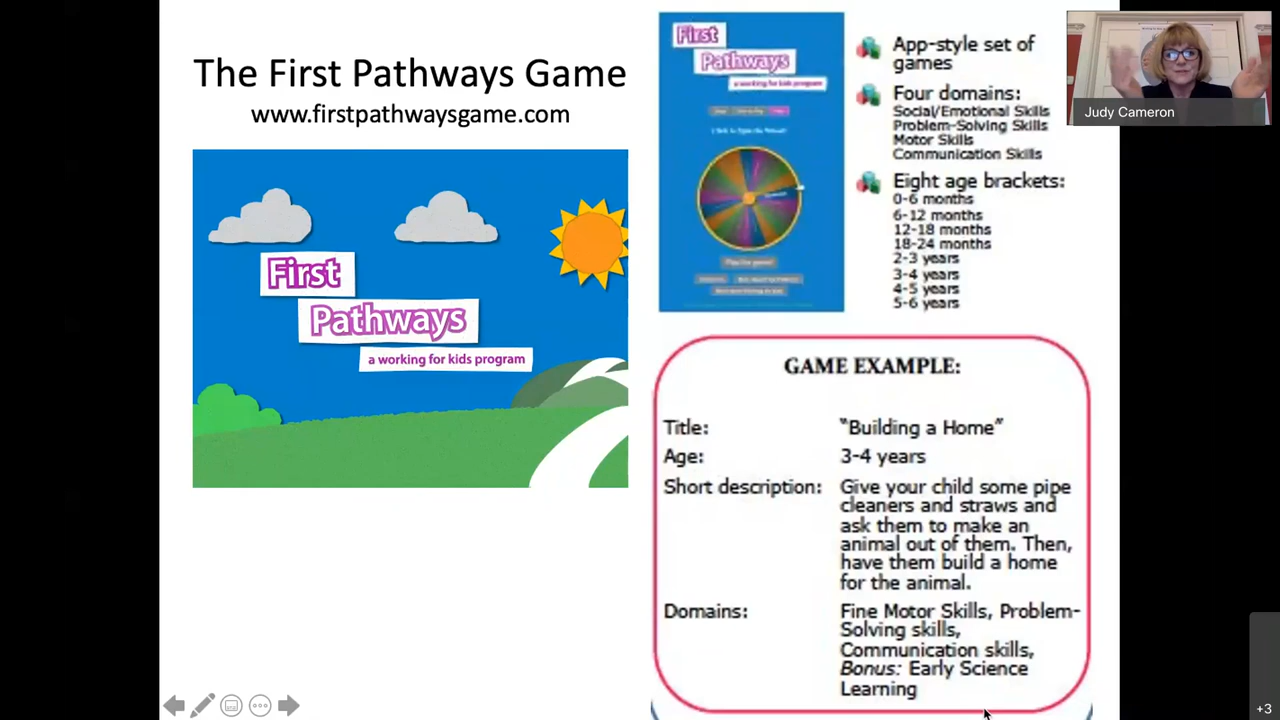 The First Pathways Game
www.firstpathwaysgame.com
First
Pathways
a working for kids program
First
Pathways
a working for kids program
App-style set of
games
Four domains:
Social/Emotional Skills
Problem-Solving Skills
Motor Skills
Communication Skills
Eight age brackets:
0-6 months
6-12 months
12-18 months
18-24 months
2-3 years
3-4 years
4-5 years
5-6 years
Judy Cameron
GAME EXAMPLE:
Title: "Building a Home"
Age: 3-4 years
Short description: Give your child some pipe
cleaners and straws and
ask them to make an
animal out of them. Then,
have them build a home
for the animal.
Domains: Fine Motor Skills, Problem-
Solving skills,
Communication skills,
Bonus: Early Science
Learning
+3